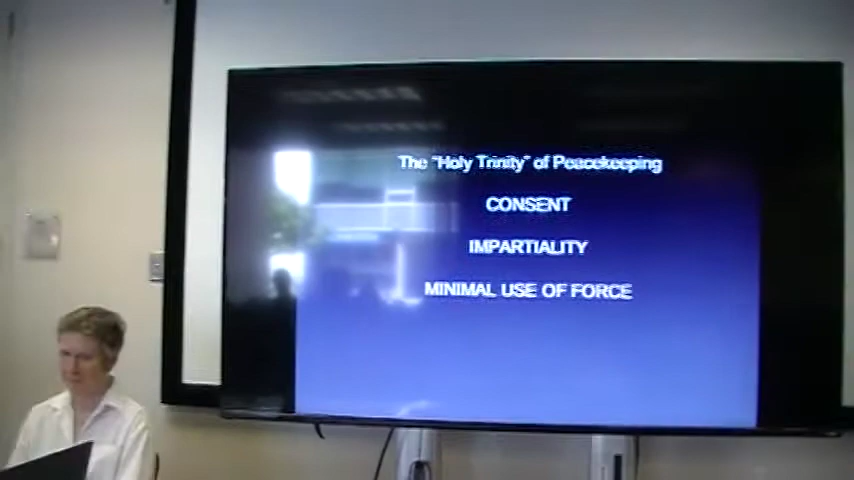 The "Holy Trinity" of Peacekeeping
CONSENT
IMPARTIALITY
MINIMAL USE OF FORCE